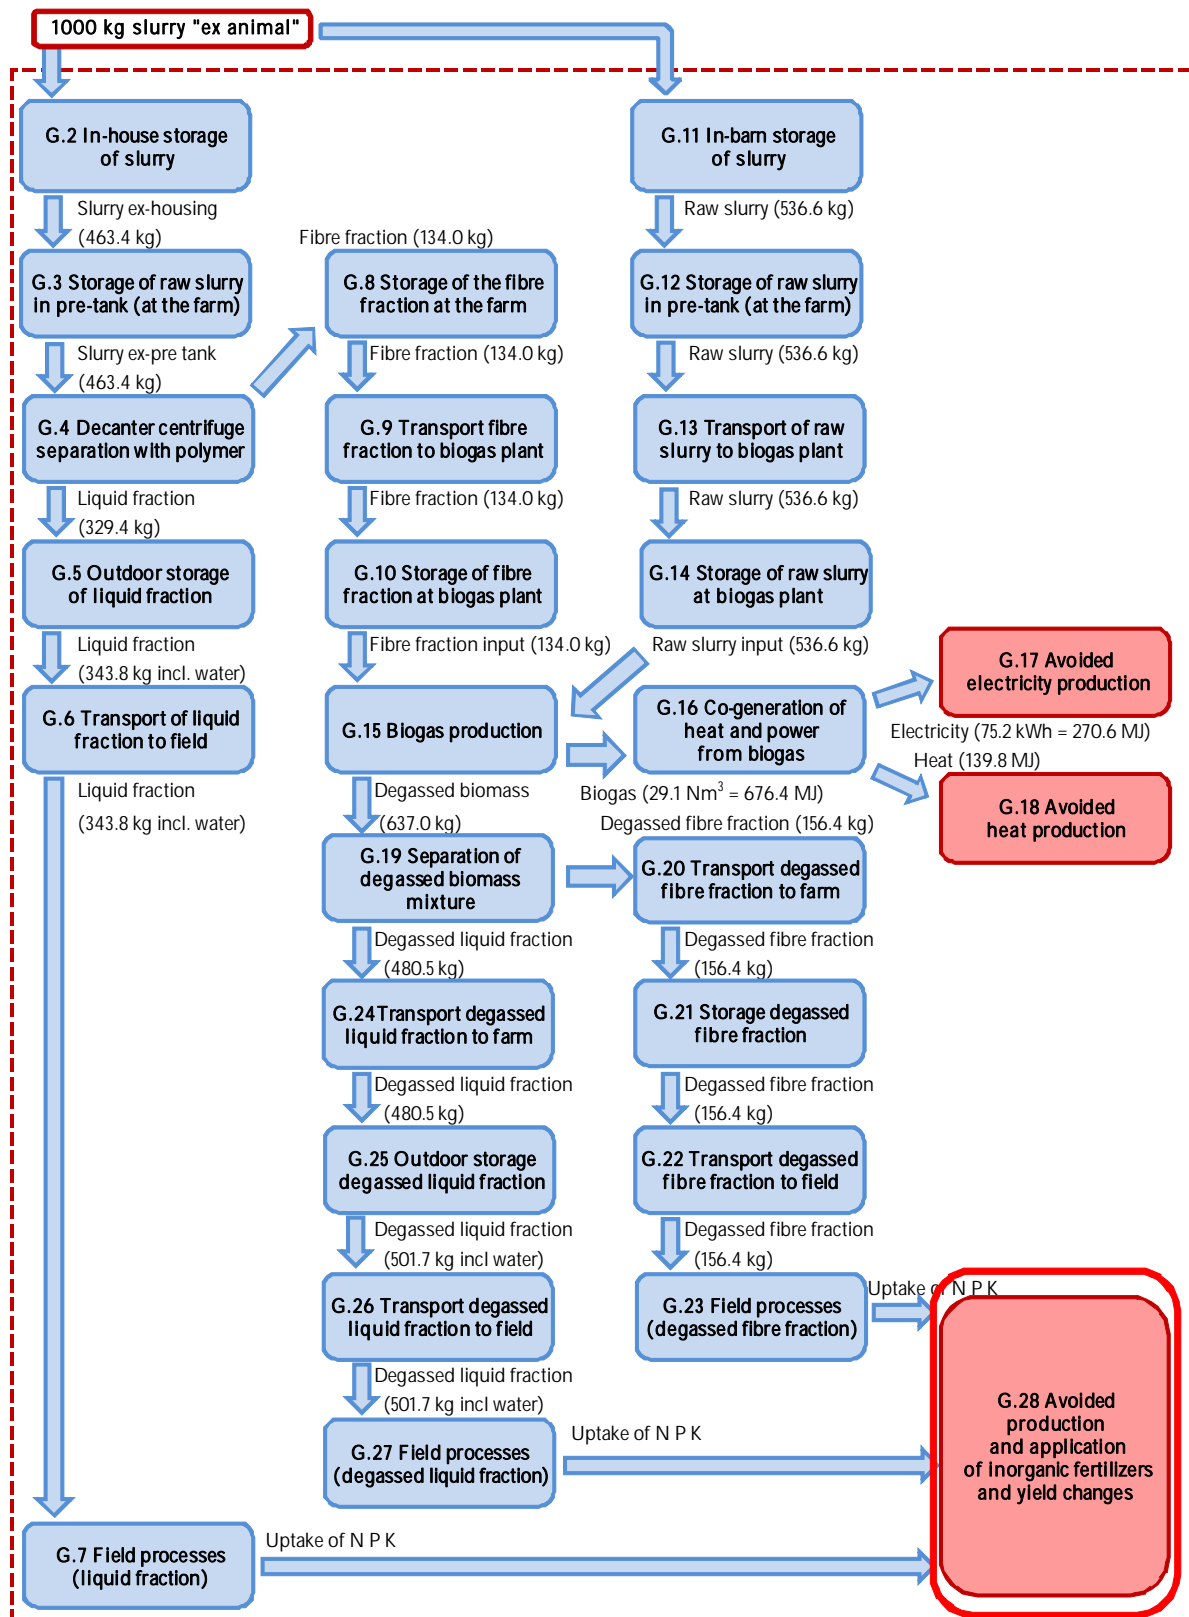 1000 kg slurry "ex animal"
G.2 In-house storage
of slurry
Slurry ex-housing
(463.4 kg)
G.3 Storage of raw slurry
in pre-tank (at the farm)
Slurry ex-pre tank
(463.4 kg)
G.4 Decanter centrifuge
separation with polymer
Liquid fraction
(329.4 kg)
G.5 Outdoor storage
of liquid fraction
Liquid fraction
(343.8 kg incl. water)
G.6 Transport of liquid
fraction to field
Liquid fraction
(343.8 kg incl. water)
G.7 Field processes
(liquid fraction)
Uptake of N P K
Fibre fraction (134.0 kg)
G.8 Storage of the fibre
fraction at the farm
Fibre fraction (134.0 kg)
G.9 Transport fibre
fraction to biogas plant
Fibre fraction (134.0 kg)
G.10 Storage of fibre
fraction at biogas plant
Fibre fraction input (134.0 kg)
G.11 In-barn storage
of slurry
Raw slurry (536.6 kg)
G.12 Storage of raw slurry
in pre-tank (at the farm)
Raw slurry (536.6 kg)
G.13 Transport of raw
slurry to biogas plant
Raw slurry (536.6 kg)
G.14 Storage of raw slurry
at biogas plant
Raw slurry input (536.6 kg)
G.15 Biogas production
Biogas (29.1 Nm³ = 676.4 MJ)
G.16 Co-generation of
heat and power
from biogas
G.17 Avoided
electricity production
Electricity (75.2 kWh = 270.6 MJ)
Heat (139.8 MJ)
G.18 Avoided
heat production
Degassed biomass
(637.0 kg)
G.19 Separation of
degassed biomass
mixture
Degassed fibre fraction (156.4 kg)
G.20 Transport degassed
fibre fraction to farm
Degassed fibre fraction
(156.4 kg)
G.21 Storage degassed
fibre fraction
Degassed fibre fraction
(156.4 kg)
G.22 Transport degassed
fibre fraction to field
Degassed fibre fraction
(156.4 kg)
G.23 Field processes
(degassed fibre fraction)
Uptake of N P K
Degassed liquid fraction
(480.5 kg)
G.24 Transport degassed
liquid fraction to farm
Degassed liquid fraction
(480.5 kg)
G.25 Outdoor storage
degassed liquid fraction
Degassed liquid fraction
(501.7 kg incl water)
G.26 Transport degassed
liquid fraction to field
Degassed liquid fraction
(501.7 kg incl water)
G.27 Field processes
(degassed liquid fraction)
Uptake of N P K
G.28 Avoided
production
and application
of inorganic fertilizers
and yield changes